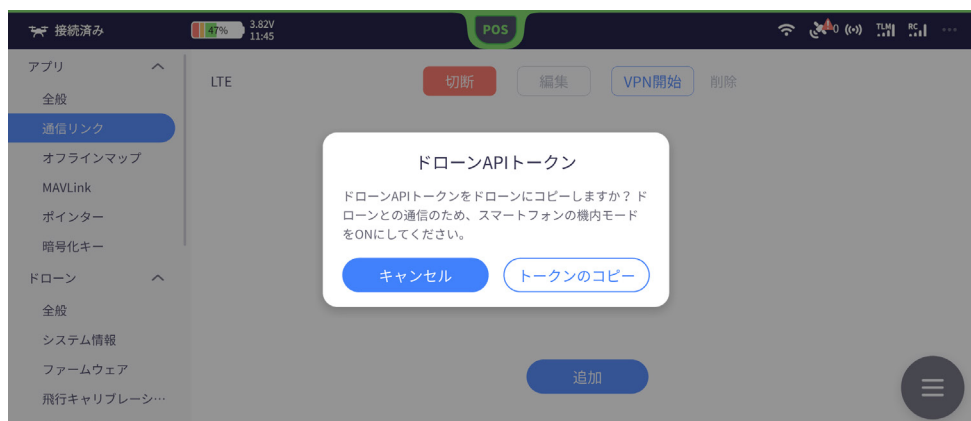 接続済み
47%
3.82V
11:45
POS
0
TLM
RC
アプリ
全般
通信リンク
オフラインマップ
MAVLink
ポインター
暗号化キー
ドローン
全般
システム情報
ファームウェア
飛行キャリブレーシ…
LTE
切断
編集
VPN開始
削除
ドローンAPIトークン
ドローンAPIトークンをドローンにコピーしますか？ ド
ローンとの通信のため、スマートフォンの機内モード
をONにしてください。
キャンセル
トークンのコピー
追加